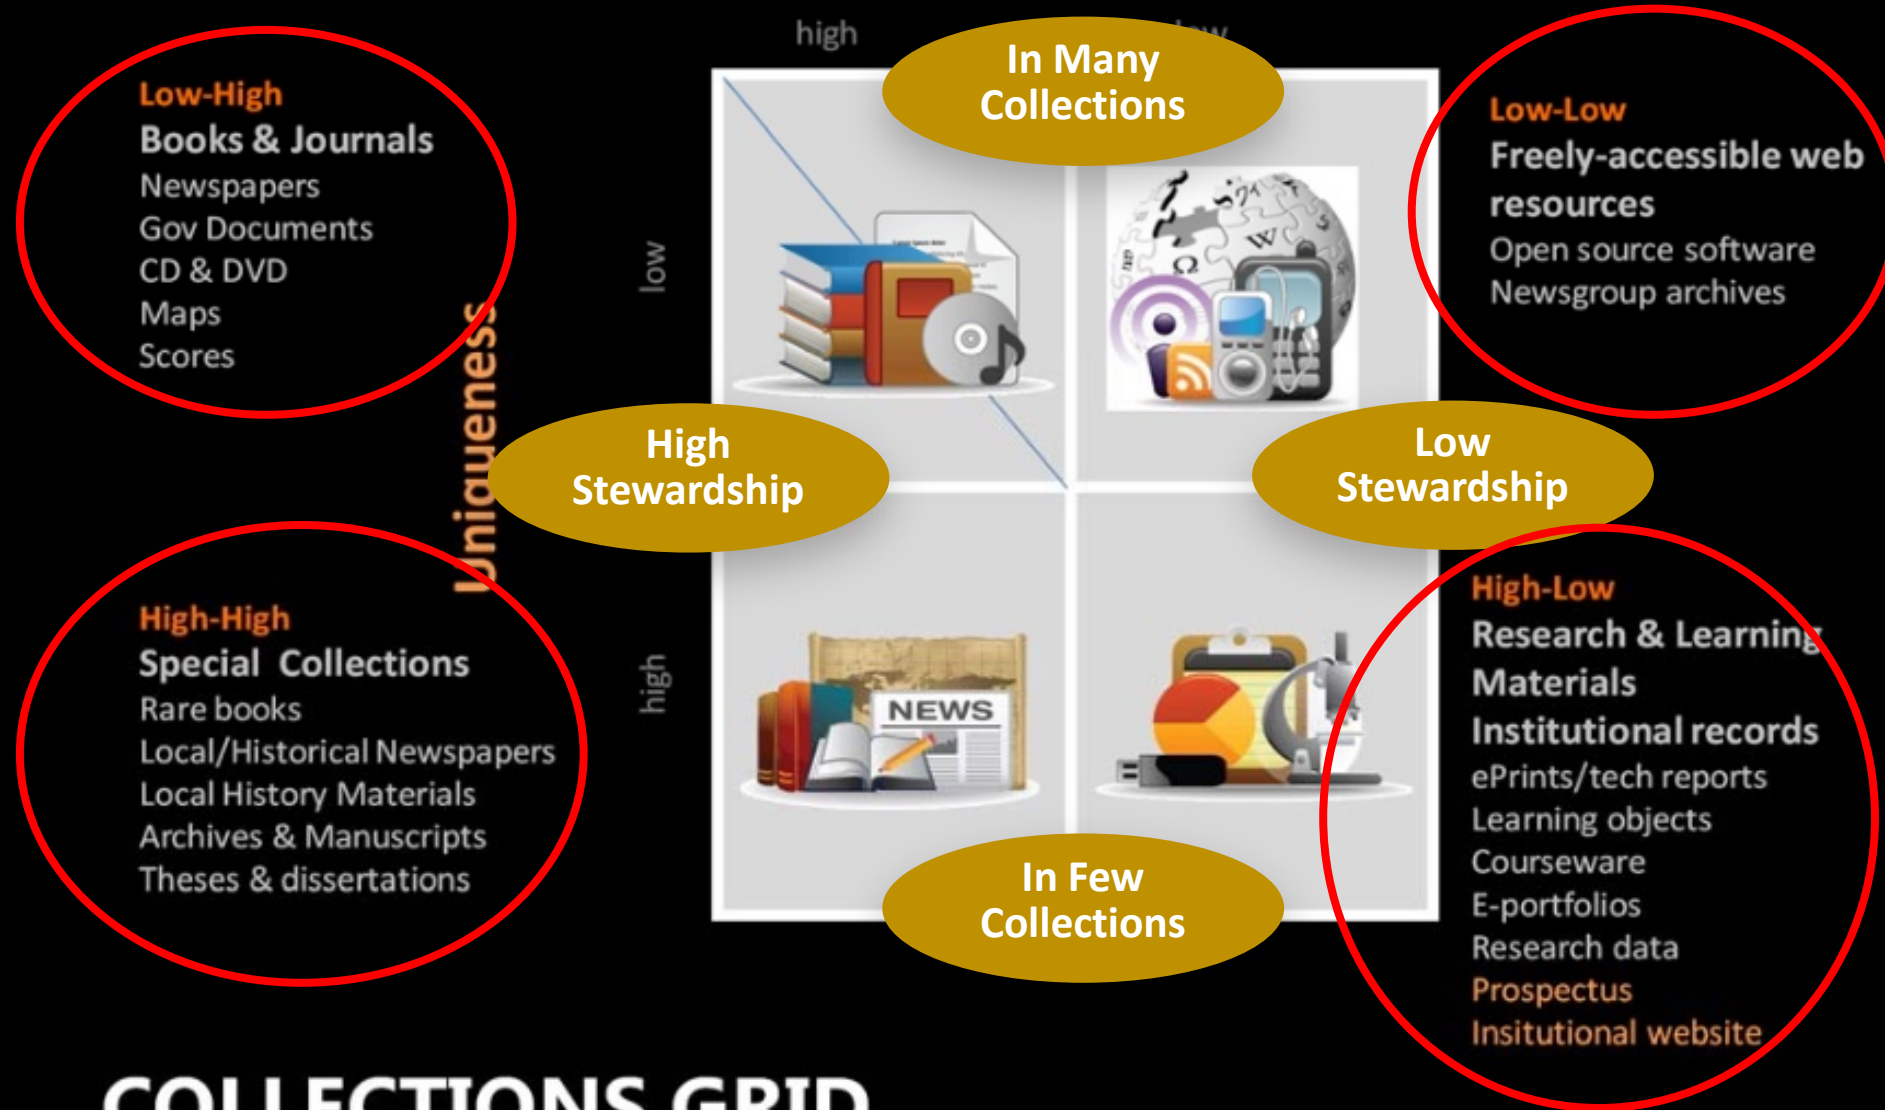 high
low
In Many
Collections
Low-High
Books & Journals
Newspapers
Gov Documents
CD & DVD
Maps
Scores
Low-Low
Freely-accessible web
resources
Open source software
Newsgroup archives
Uniqueness
low
High
Stewardship
Low
Stewardship
High-High
Special Collections
Rare books
Local/Historical Newspapers
Local History Materials
Archives & Manuscripts
Theses & dissertations
high
NEWS
In Few
Collections
High-Low
Research & Learning
Materials
Institutional records
ePrints/tech reports
Learning objects
Courseware
E-portfolios
Research data
Prospectus
Insitutional website
COLLECTIONS GRID